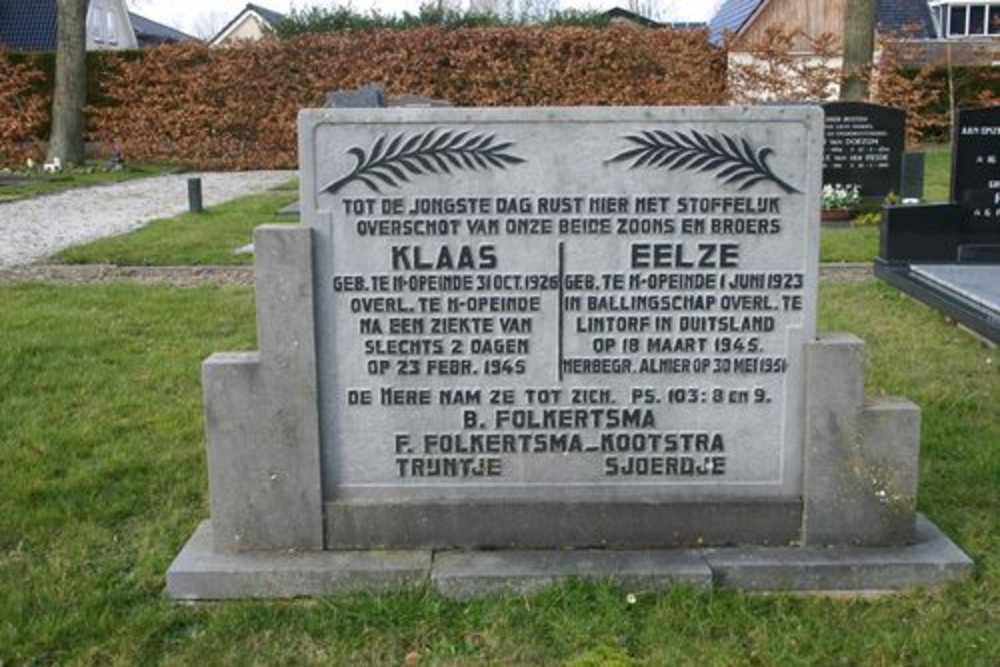 TOT DE JONGSTE DAG RUST HIER HET STOFFELIJK
OVERSCHOT VAN ONZE BEIDE ZOONS EN BROERS
KLAAS
GEB. TE N-OPEINDE 31 OCT. 1926
OVERL. TE N-OPEINDE
NA EEN ZIEKTE VAN
SLECHTS 2 DAGEN
OP 23 FEBR. 1945
EELZE
GEB. TE N-OPEINDE 1 JUNI 1923
IN BALLINGSCHAP OVERL. TE
LINTORF IN DUITSLAND
OP 18 MAART 1945.
HERBEGR. ALHIER OP 30 MEI 1951
DE HERE NAM ZE TOT ZICH. PS. 103: 8 EN 9.
B. FOLKERTSMA
F. FOLKERTSMA-KOOTSTRA
TRIJNTJE SJOERDJE